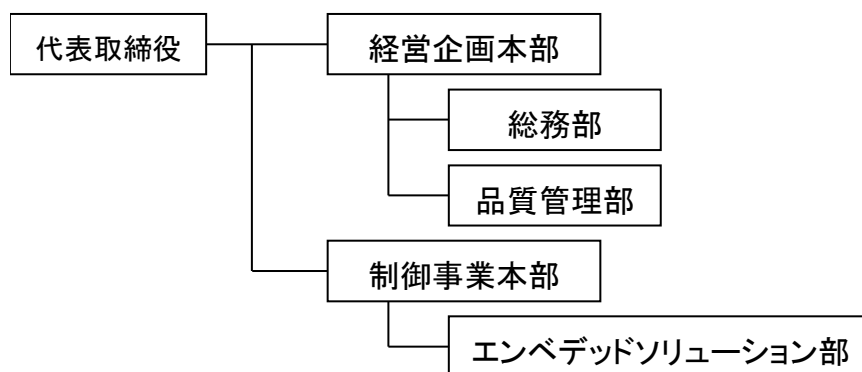 代表取締役
経営企画本部
総務部
品質管理部
制御事業本部
エンベデッドソリューション部